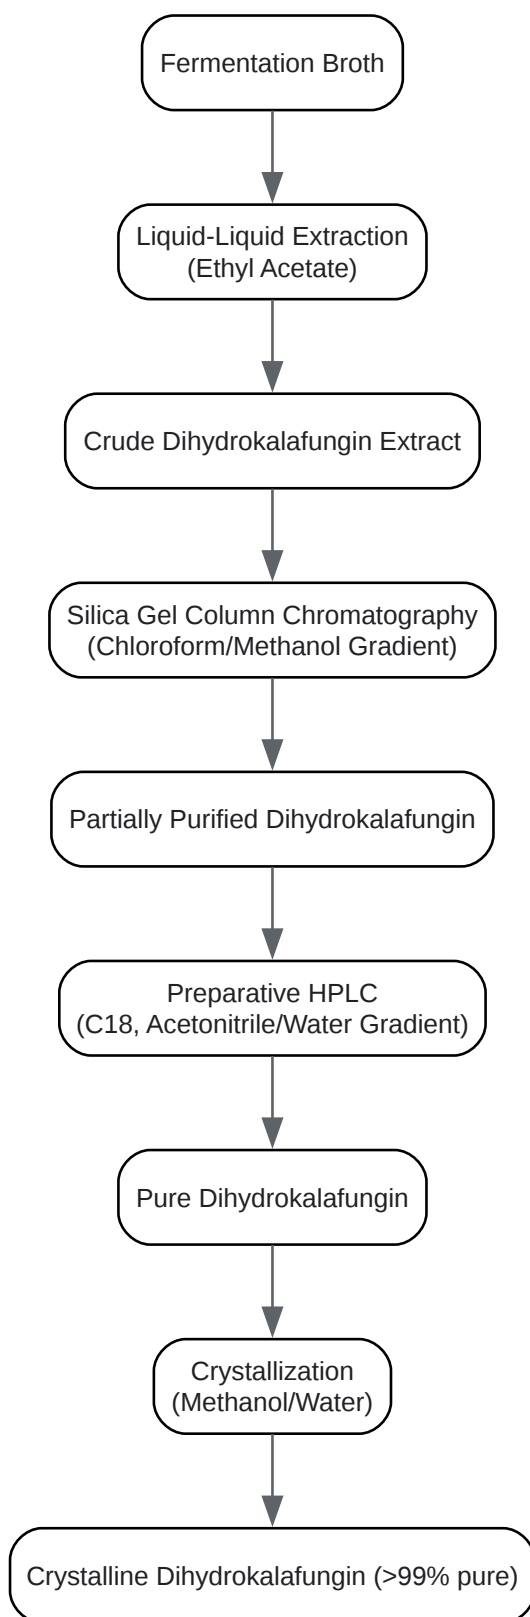 Fermentation Broth
Liquid-Liquid Extraction
(Ethyl Acetate)
Crude Dihydrokalafungin Extract
Silica Gel Column Chromatography
(Chloroform/Methanol Gradient)
Partially Purified Dihydrokalafungin
Preparative HPLC
(C18, Acetonitrile/Water Gradient)
Pure Dihydrokalafungin
Crystallization
(Methanol/Water)
Crystalline Dihydrokalafungin (>99% pure)